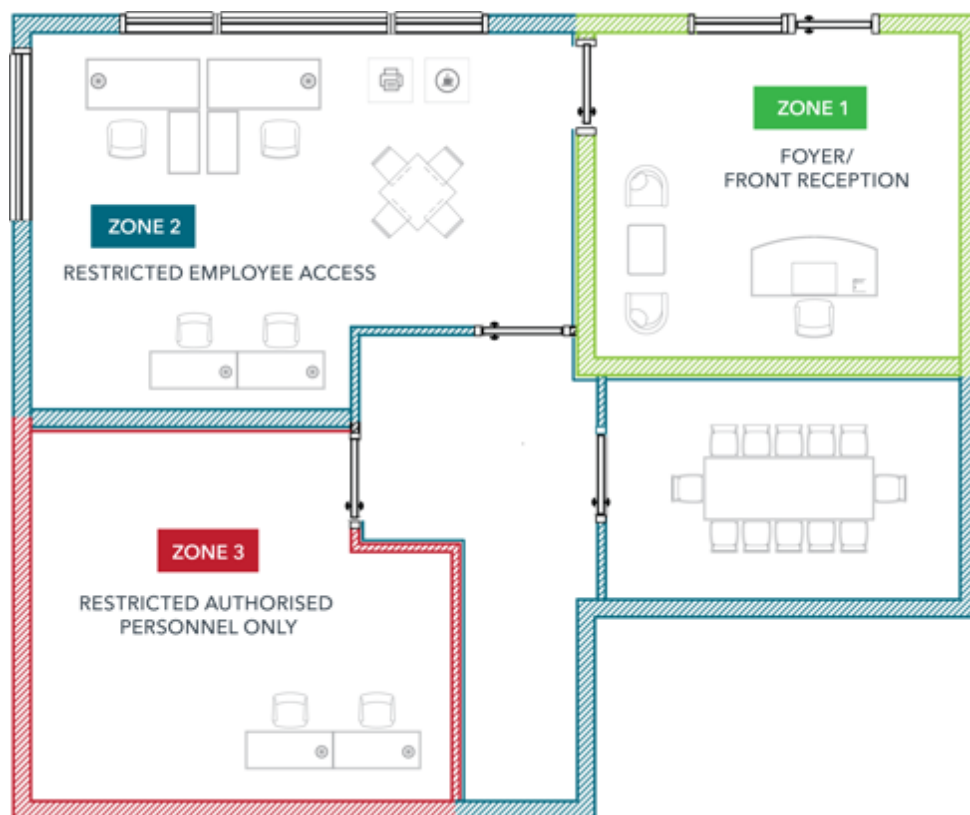 ZONE 1
FOYER/
FRONT RECEPTION
ZONE 2
RESTRICTED EMPLOYEE ACCESS
ZONE 3
RESTRICTED AUTHORISED
PERSONNEL ONLY